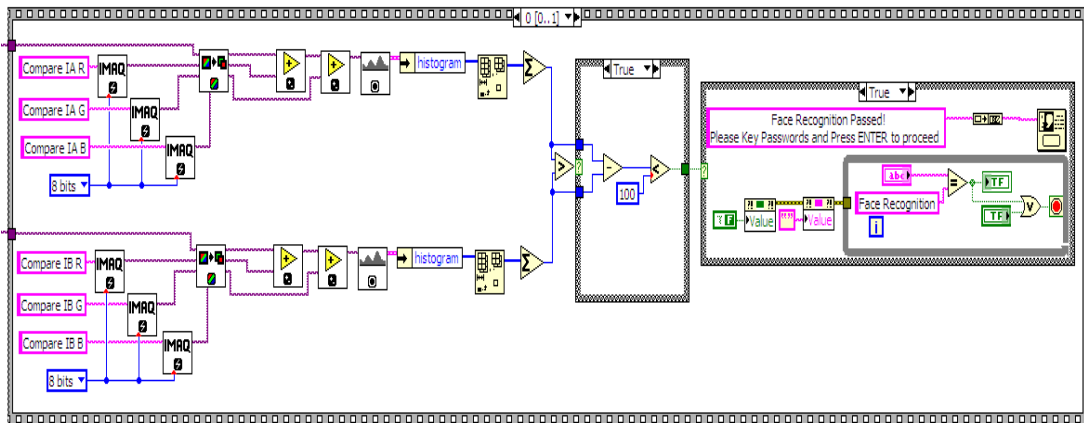 0 [0..1]
Compare IA R
IMAQ
Compare IA G
IMAQ
Compare IA B
IMAQ
8 bits
histogram
Σ
True
>
?
-
<
100
True
Face Recognition Passed!
Please Key Passwords and Press ENTER to proceed
?
abc
=
TF
Face Recognition
TF
V
i
?! ?!
Value
?! ?!
Value
Compare IB R
IMAQ
Compare IB G
IMAQ
Compare IB B
IMAQ
8 bits
histogram
Σ